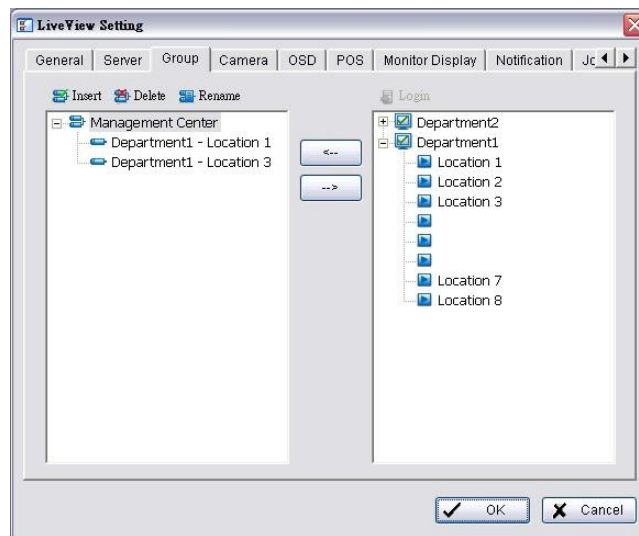 LiveView Setting
General Server Group Camera OSD POS Monitor Display Notification
Insert Delete Rename
Login
Management Center
Department1 - Location 1
Department1 - Location 3
<--
-->
Department2
Department1
Location 1
Location 2
Location 3
Location 7
Location 8
OK
Cancel